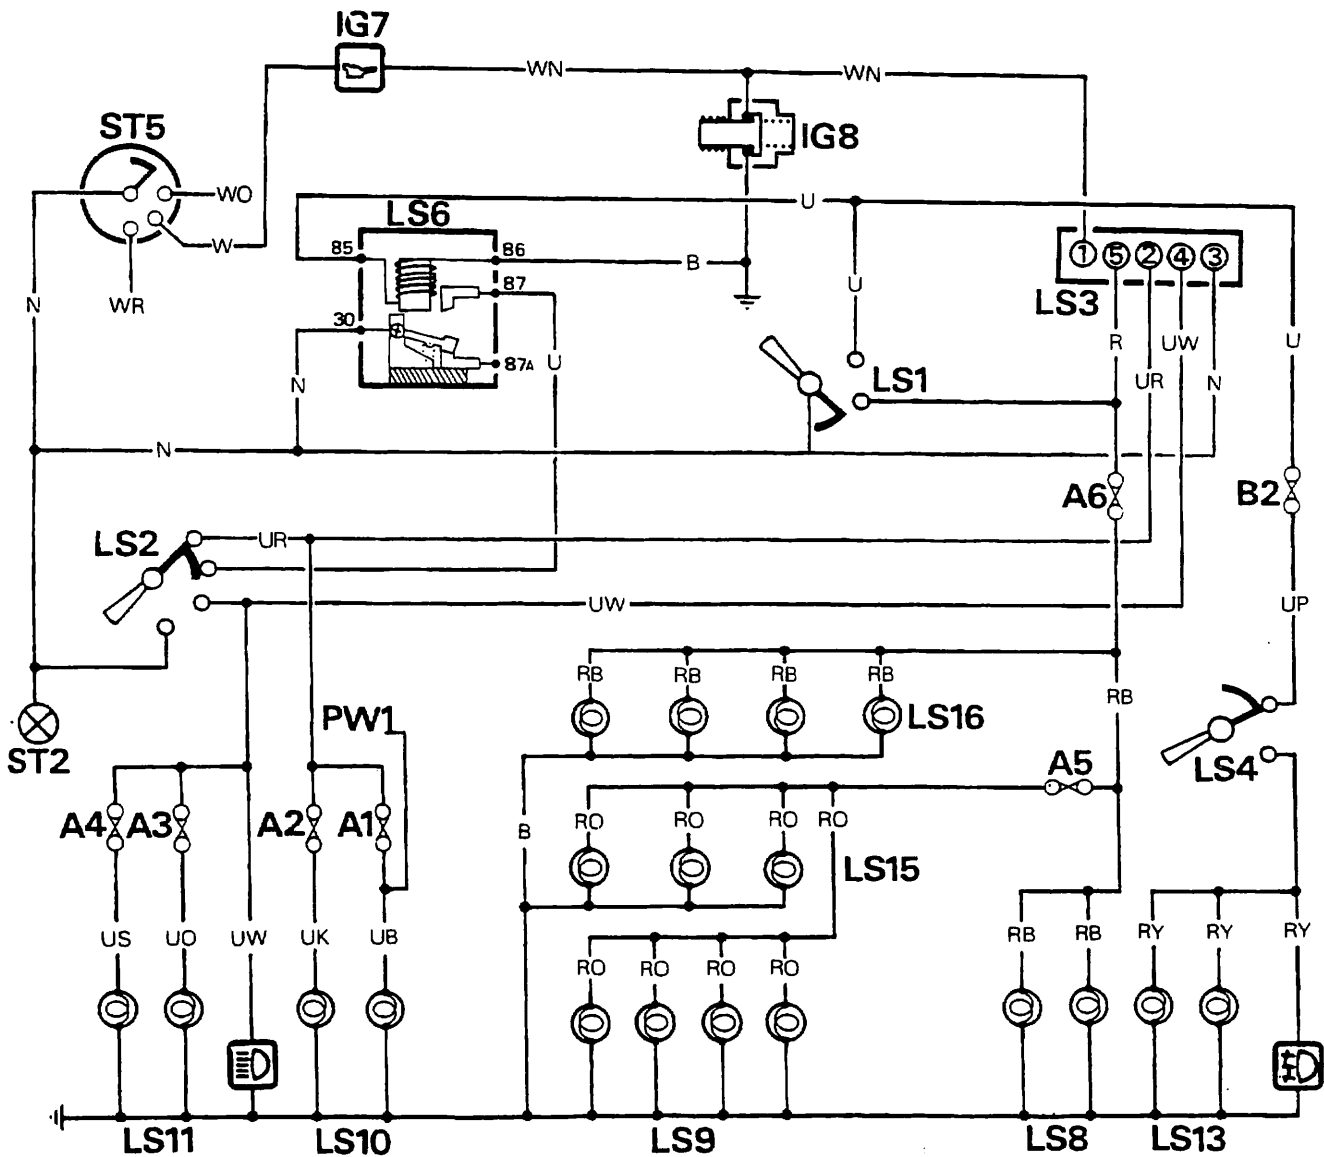 IG7
WN
WN
ST5
IG8
WO
U
LS6
W
85
86
B
1
5
2
4
3
LS3
87
U
N
WR
30
R
UW
U
87A
U
LS1
UR
N
N
N
A6
B2
LS2
UR
UW
UP
RB
RB
RB
RB
RB
PW1
LS16
ST2
A5
LS4
A4
A3
A2
A1
B
RO
RO
RO
RO
LS15
US
UO
UW
UK
UB
RB
RB
RY
RY
RY
RO
RO
RO
RO
LS11
LS10
LS9
LS8
LS13